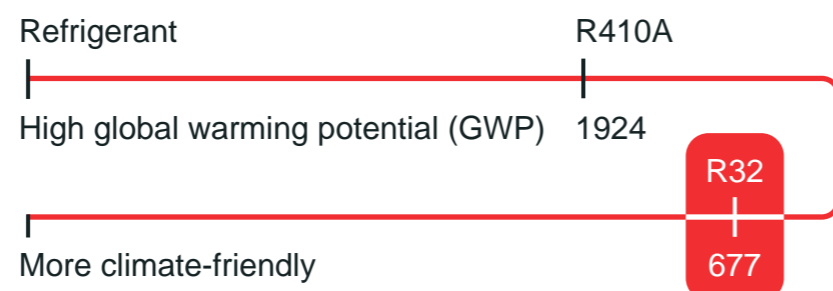 Refrigerant R410A
High global warming potential (GWP) 1924
R32
More climate-friendly 677